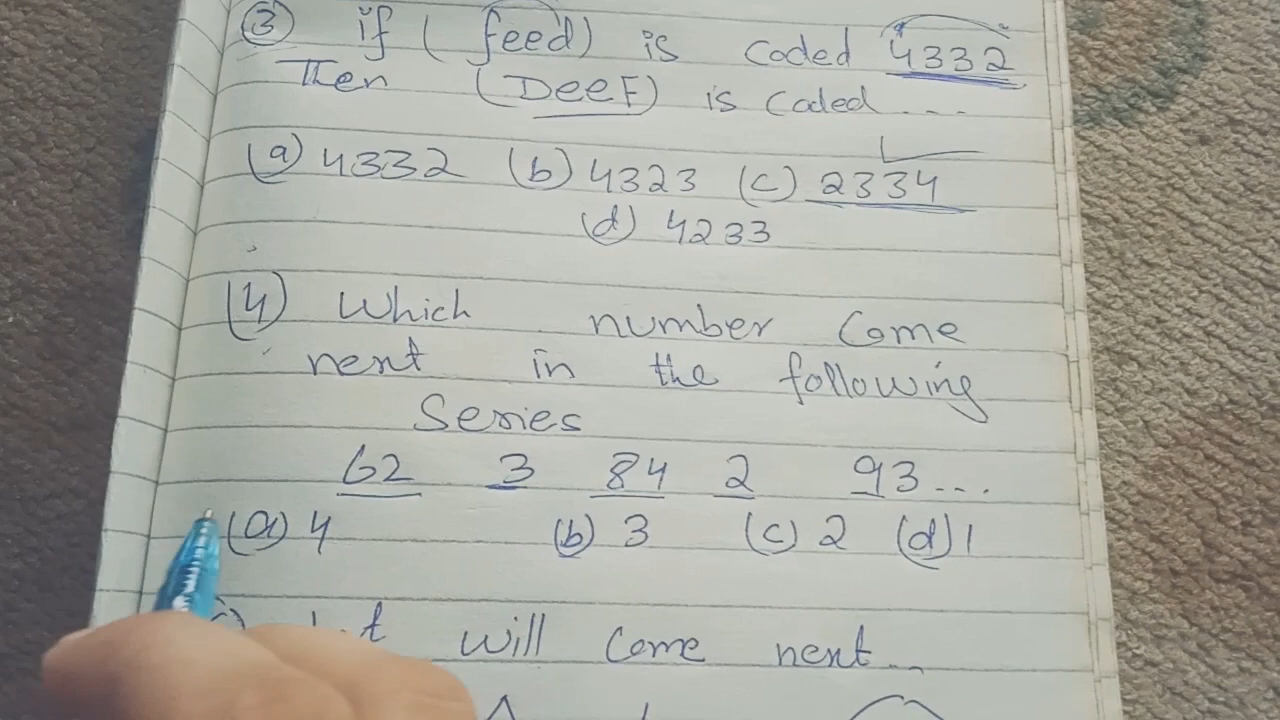 (3) if ( feed) is coded 4332
Then (DeeF) is coded ....
(a) 4332 (b) 4323 (c) 2334
(d) 4233
(4) Which number come
next in the following
Series
62 3 84 2 93...
(a) 4 (b) 3 (c) 2 (d) 1
will come next...